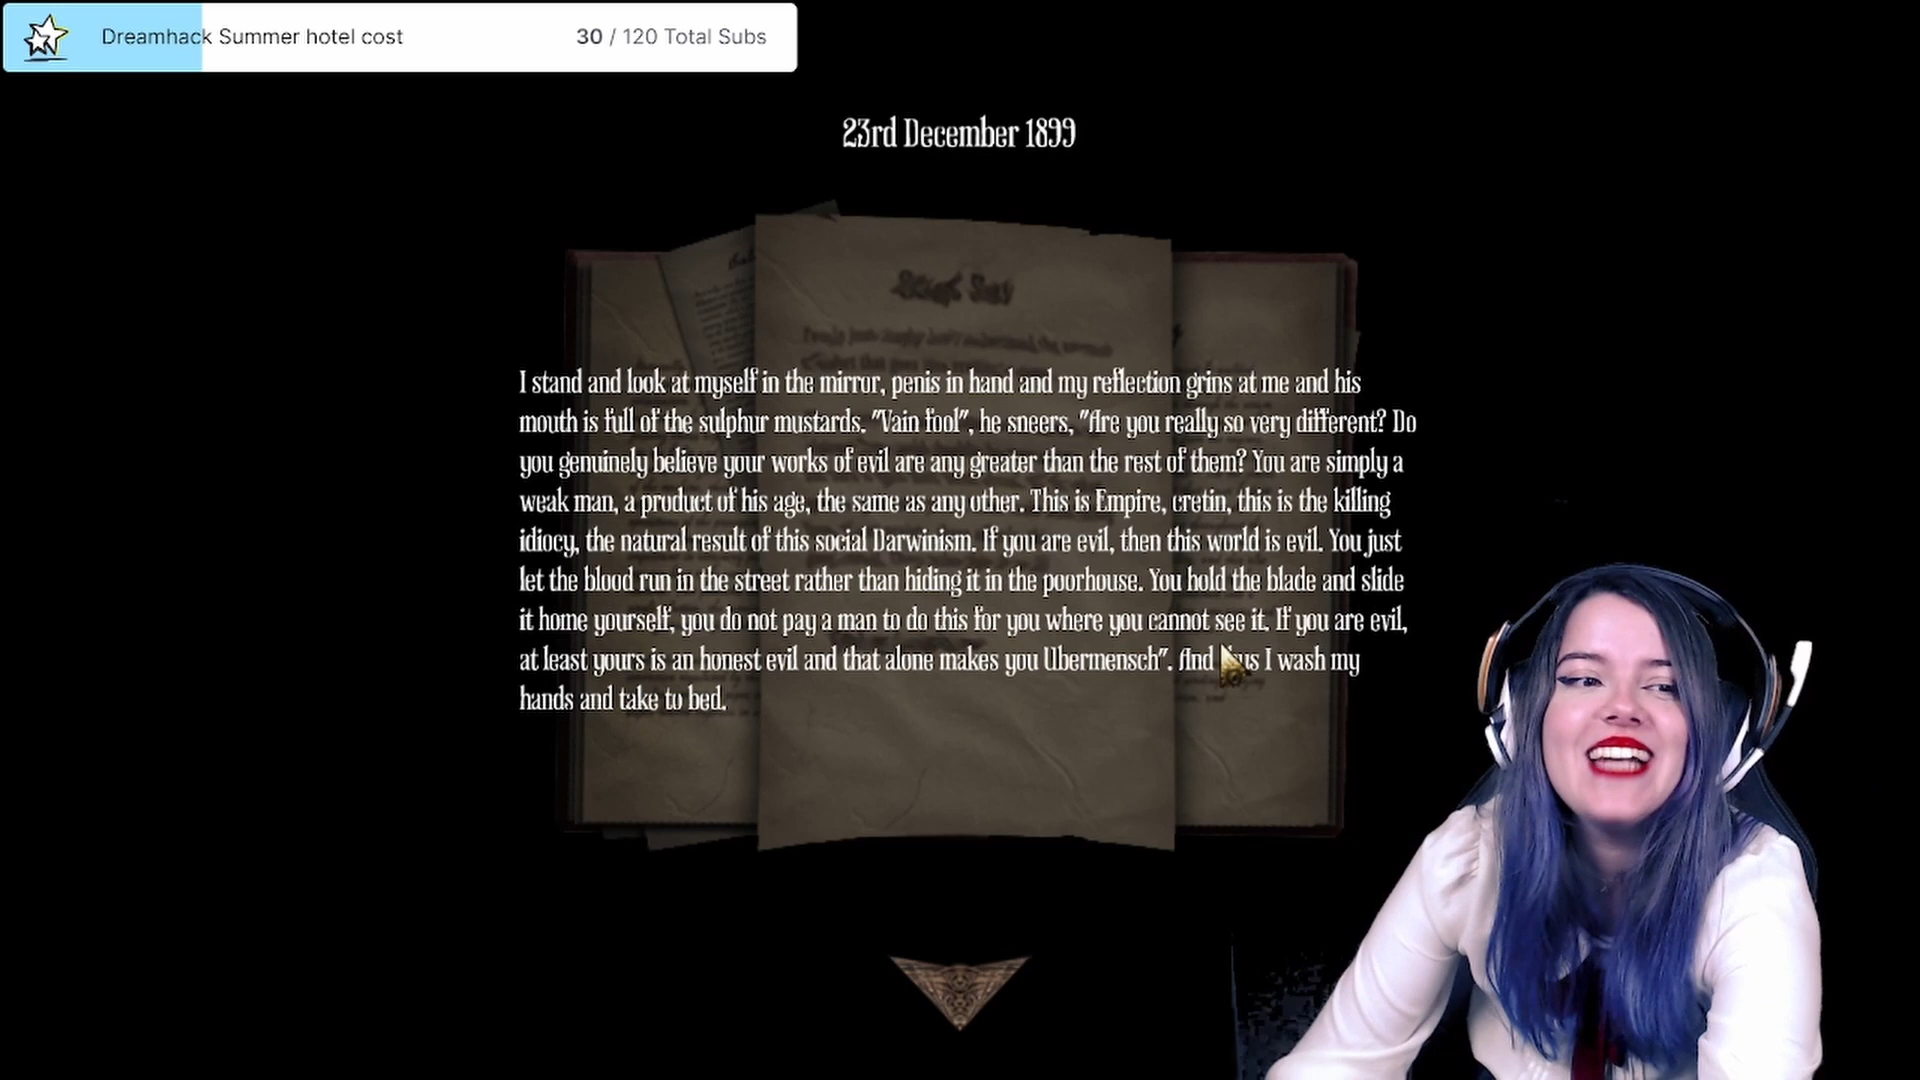 Dreamhack Summer hotel cost
30 / 120 Total Subs
23rd December 1899
I stand and look at myself in the mirror, penis in hand and my reflection grins at me and his
mouth is full of the sulphur mustards. "Vain fool", he sneers, "Are you really so very different? Do
you genuinely believe your works of evil are any greater than the rest of them? You are simply a
weak man, a product of his age, the same as any other. This is Empire, cretin, this is the killing
idiocy, the natural result of this social Darwinism. If you are evil, then this world is evil. You just
let the blood run in the street rather than hiding it in the poorhouse. You hold the blade and slide
it home yourself, you do not pay a man to do this for you where you cannot see it. If you are evil,
at least yours is an honest evil and that alone makes you Ubermensch". And I wash my
hands and take to bed.